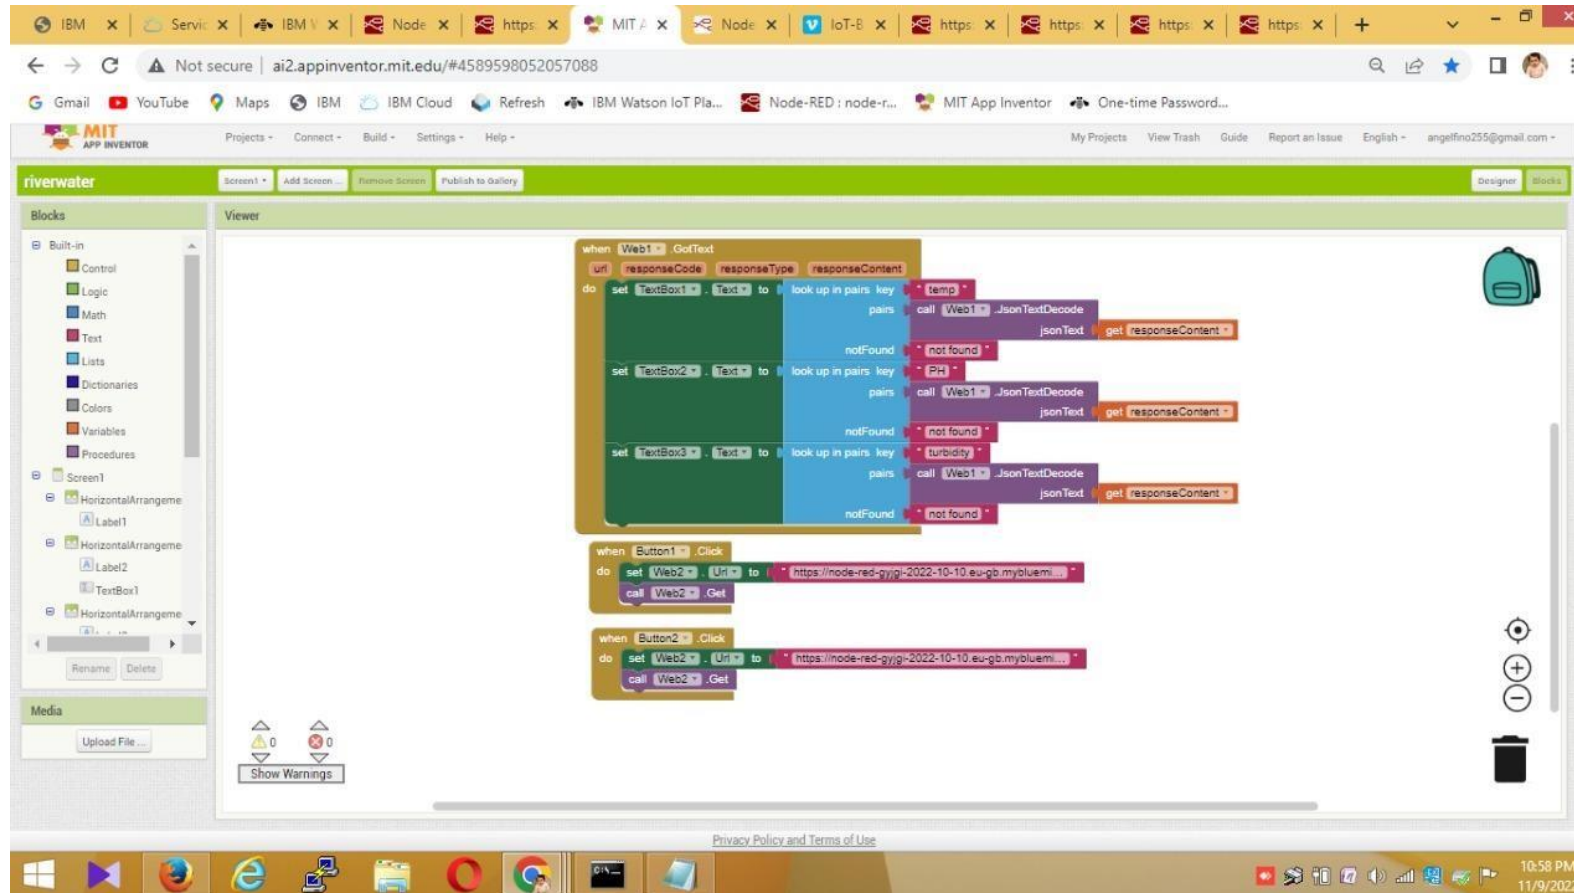 IBM
Servic
IBM W
Node
https:
MIT A
Node
IoT-B
https:
https:
https:
https:
Not secure | ai2.appinventor.mit.edu/#4589598052057088
Gmail YouTube Maps IBM IBM Cloud Refresh IBM Watson IoT Pla... Node-RED : node-r... MIT App Inventor One-time Password...
MIT
APP INVENTOR
Projects Connect Build Settings Help
My Projects View Trash Guide Report an Issue English angelfino255@gmail.com
riverwater
Screen1 Add Screen ... Remove Screen Publish to Gallery
Designer Blocks
Blocks
Viewer
Built-in
Control
Logic
Math
Text
Lists
Dictionaries
Colors
Variables
Procedures
Screen1
HorizontalArrangeme
Label1
HorizontalArrangeme
Label2
TextBox1
HorizontalArrangeme
Rename Delete
Media
Upload File ...
when Web1 .GotText
url responseCode responseType responseContent
do set TextBox1 . Text to look up in pairs key " temp "
pairs call Web1 .JsonTextDecode
jsonText get responseContent
notFound " not found "
set TextBox2 . Text to look up in pairs key " PH "
pairs call Web1 .JsonTextDecode
jsonText get responseContent
notFound " not found "
set TextBox3 . Text to look up in pairs key " turbidity "
pairs call Web1 .JsonTextDecode
jsonText get responseContent
notFound " not found "
when Button1 .Click
do set Web2 . Url to " https://node-red-gyjgi-2022-10-10.eu-gb.mybluemi... "
call Web2 .Get
when Button2 .Click
do set Web2 . Url to " https://node-red-gyjgi-2022-10-10.eu-gb.mybluemi... "
call Web2 .Get
0 0
Show Warnings
Privacy Policy and Terms of Use
10:58 PM
11/9/202